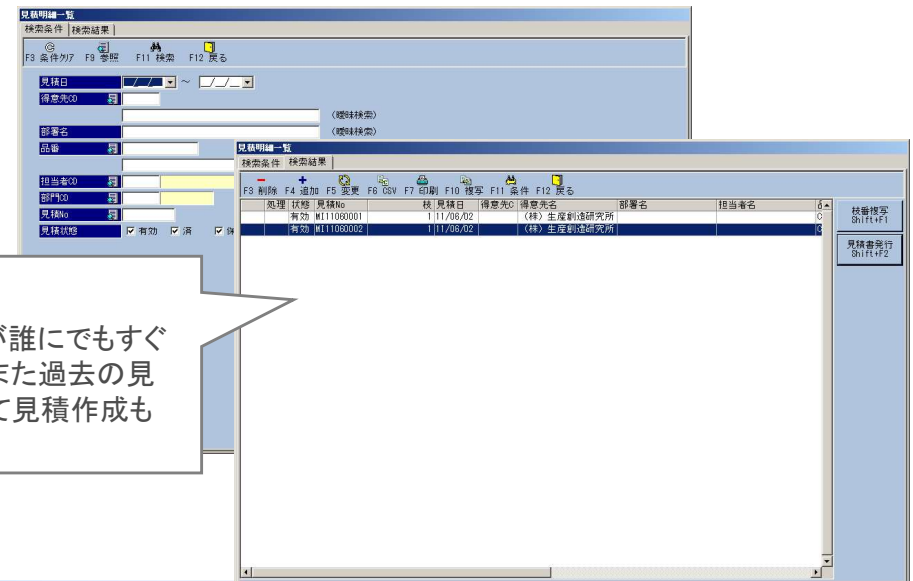 見積明細一覧
検索条件 検索結果
F3 条件クリア F9 参照 F11 検索 F12 戻る
見積日 __/__/__ ～ __/__/__
得意先CD
(曖昧検索)
部署名 (曖昧検索)
品番
担当者CD
部門CD
見積No
見積状態 有効 済
見積明細一覧
検索条件 検索結果
F3 削除 F4 追加 F5 変更 F6 CSV F7 印刷 F10 複写 F11 条件 F12 戻る
処理 状態 見積No 枝 見積日 得意先C 得意先名 部署名 担当者名
有効 MI11060001 1 11/06/02 (株) 生産創造研究所 C
有効 MI11060002 1 11/06/02 (株) 生産創造研究所 C
枝番複写
Shift+F1
見積書発行
Shift+F2
が誰にでもすぐ
また過去の見
て見積作成も